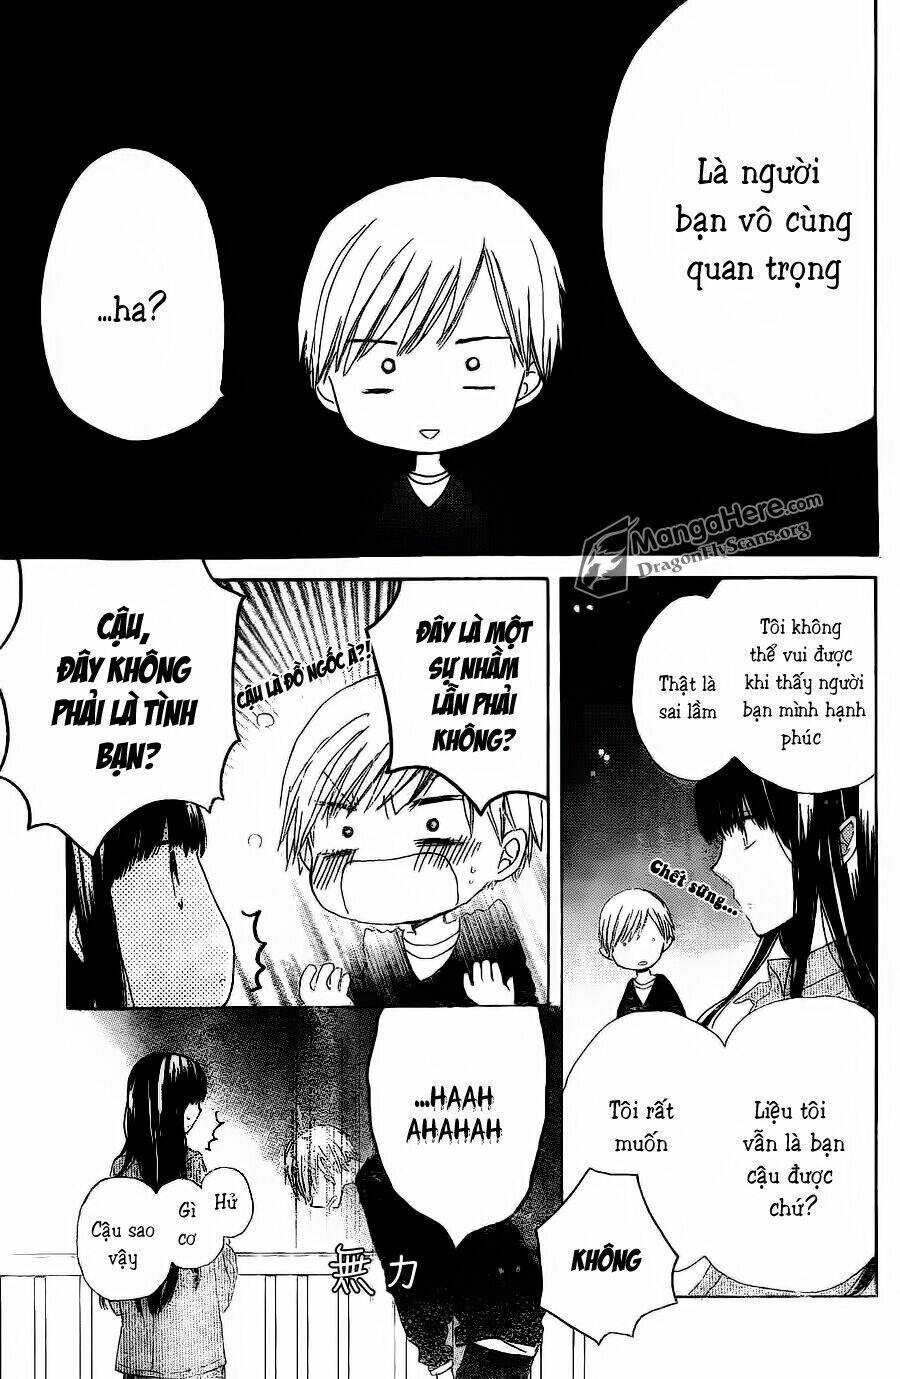 Là người
bạn vô cùng
quan trọng
...ha?
MangaHere.com
DragonFlyScans.org
Tôi không
thể vui được
khi thấy người
bạn mình hạnh
phúc
Thật là
sai lầm
Chết sững...
Liệu tôi
vẫn là bạn
cậu được
chứ?
Tôi rất
muốn
KHÔNG
ĐÂY LÀ MỘT
SỰ NHẦM
LẪN PHẢI
KHÔNG?
CẬU LÀ ĐỒ NGỐC À?!
CẬU,
ĐÂY KHÔNG
PHẢI LÀ TÌNH
BẠN?
...HAAH
AHAHAH
無力
Hử
Gì
cơ
Cậu sao
vậy